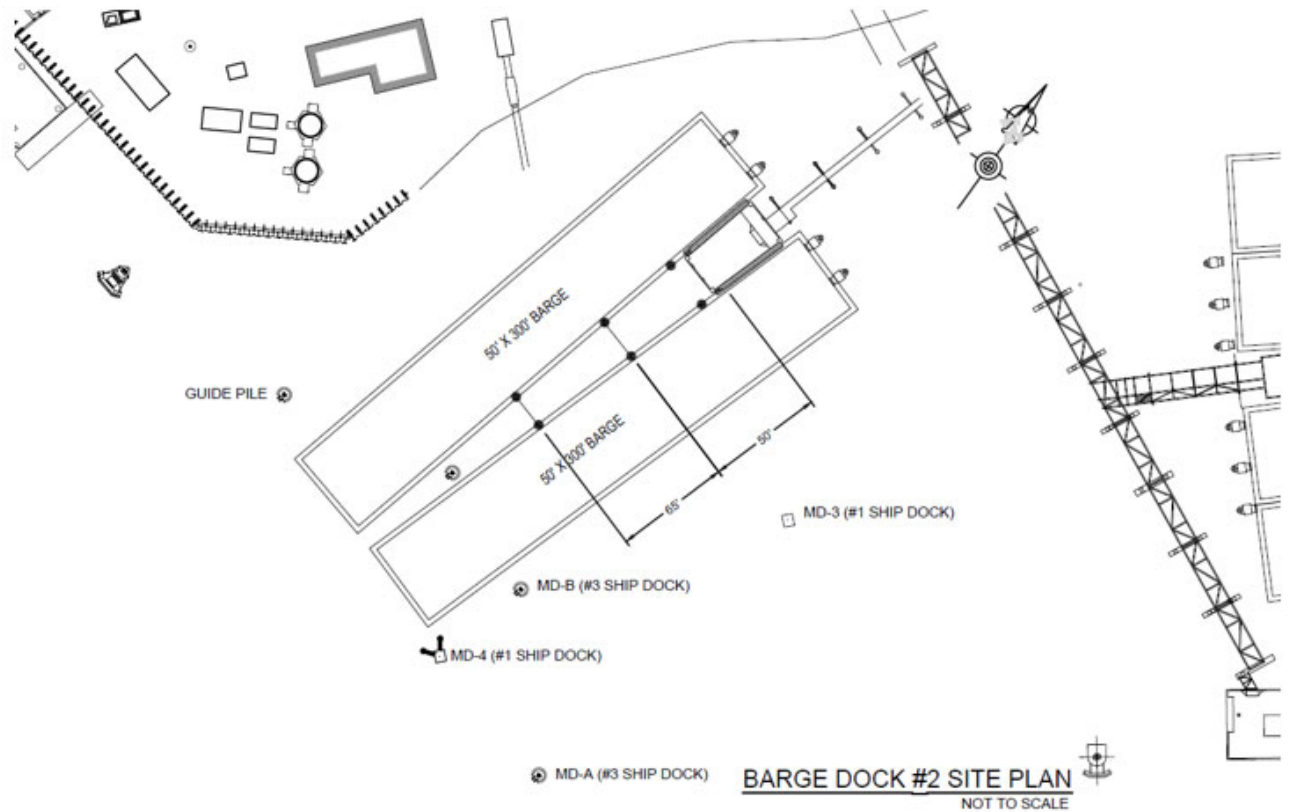 50' X 300' BARGE
GUIDE PILE
50' X 300' BARGE
50'
65'
MD-3 (#1 SHIP DOCK)
MD-B (#3 SHIP DOCK)
MD-4 (#1 SHIP DOCK)
MD-A (#3 SHIP DOCK)
BARGE DOCK #2 SITE PLAN
NOT TO SCALE